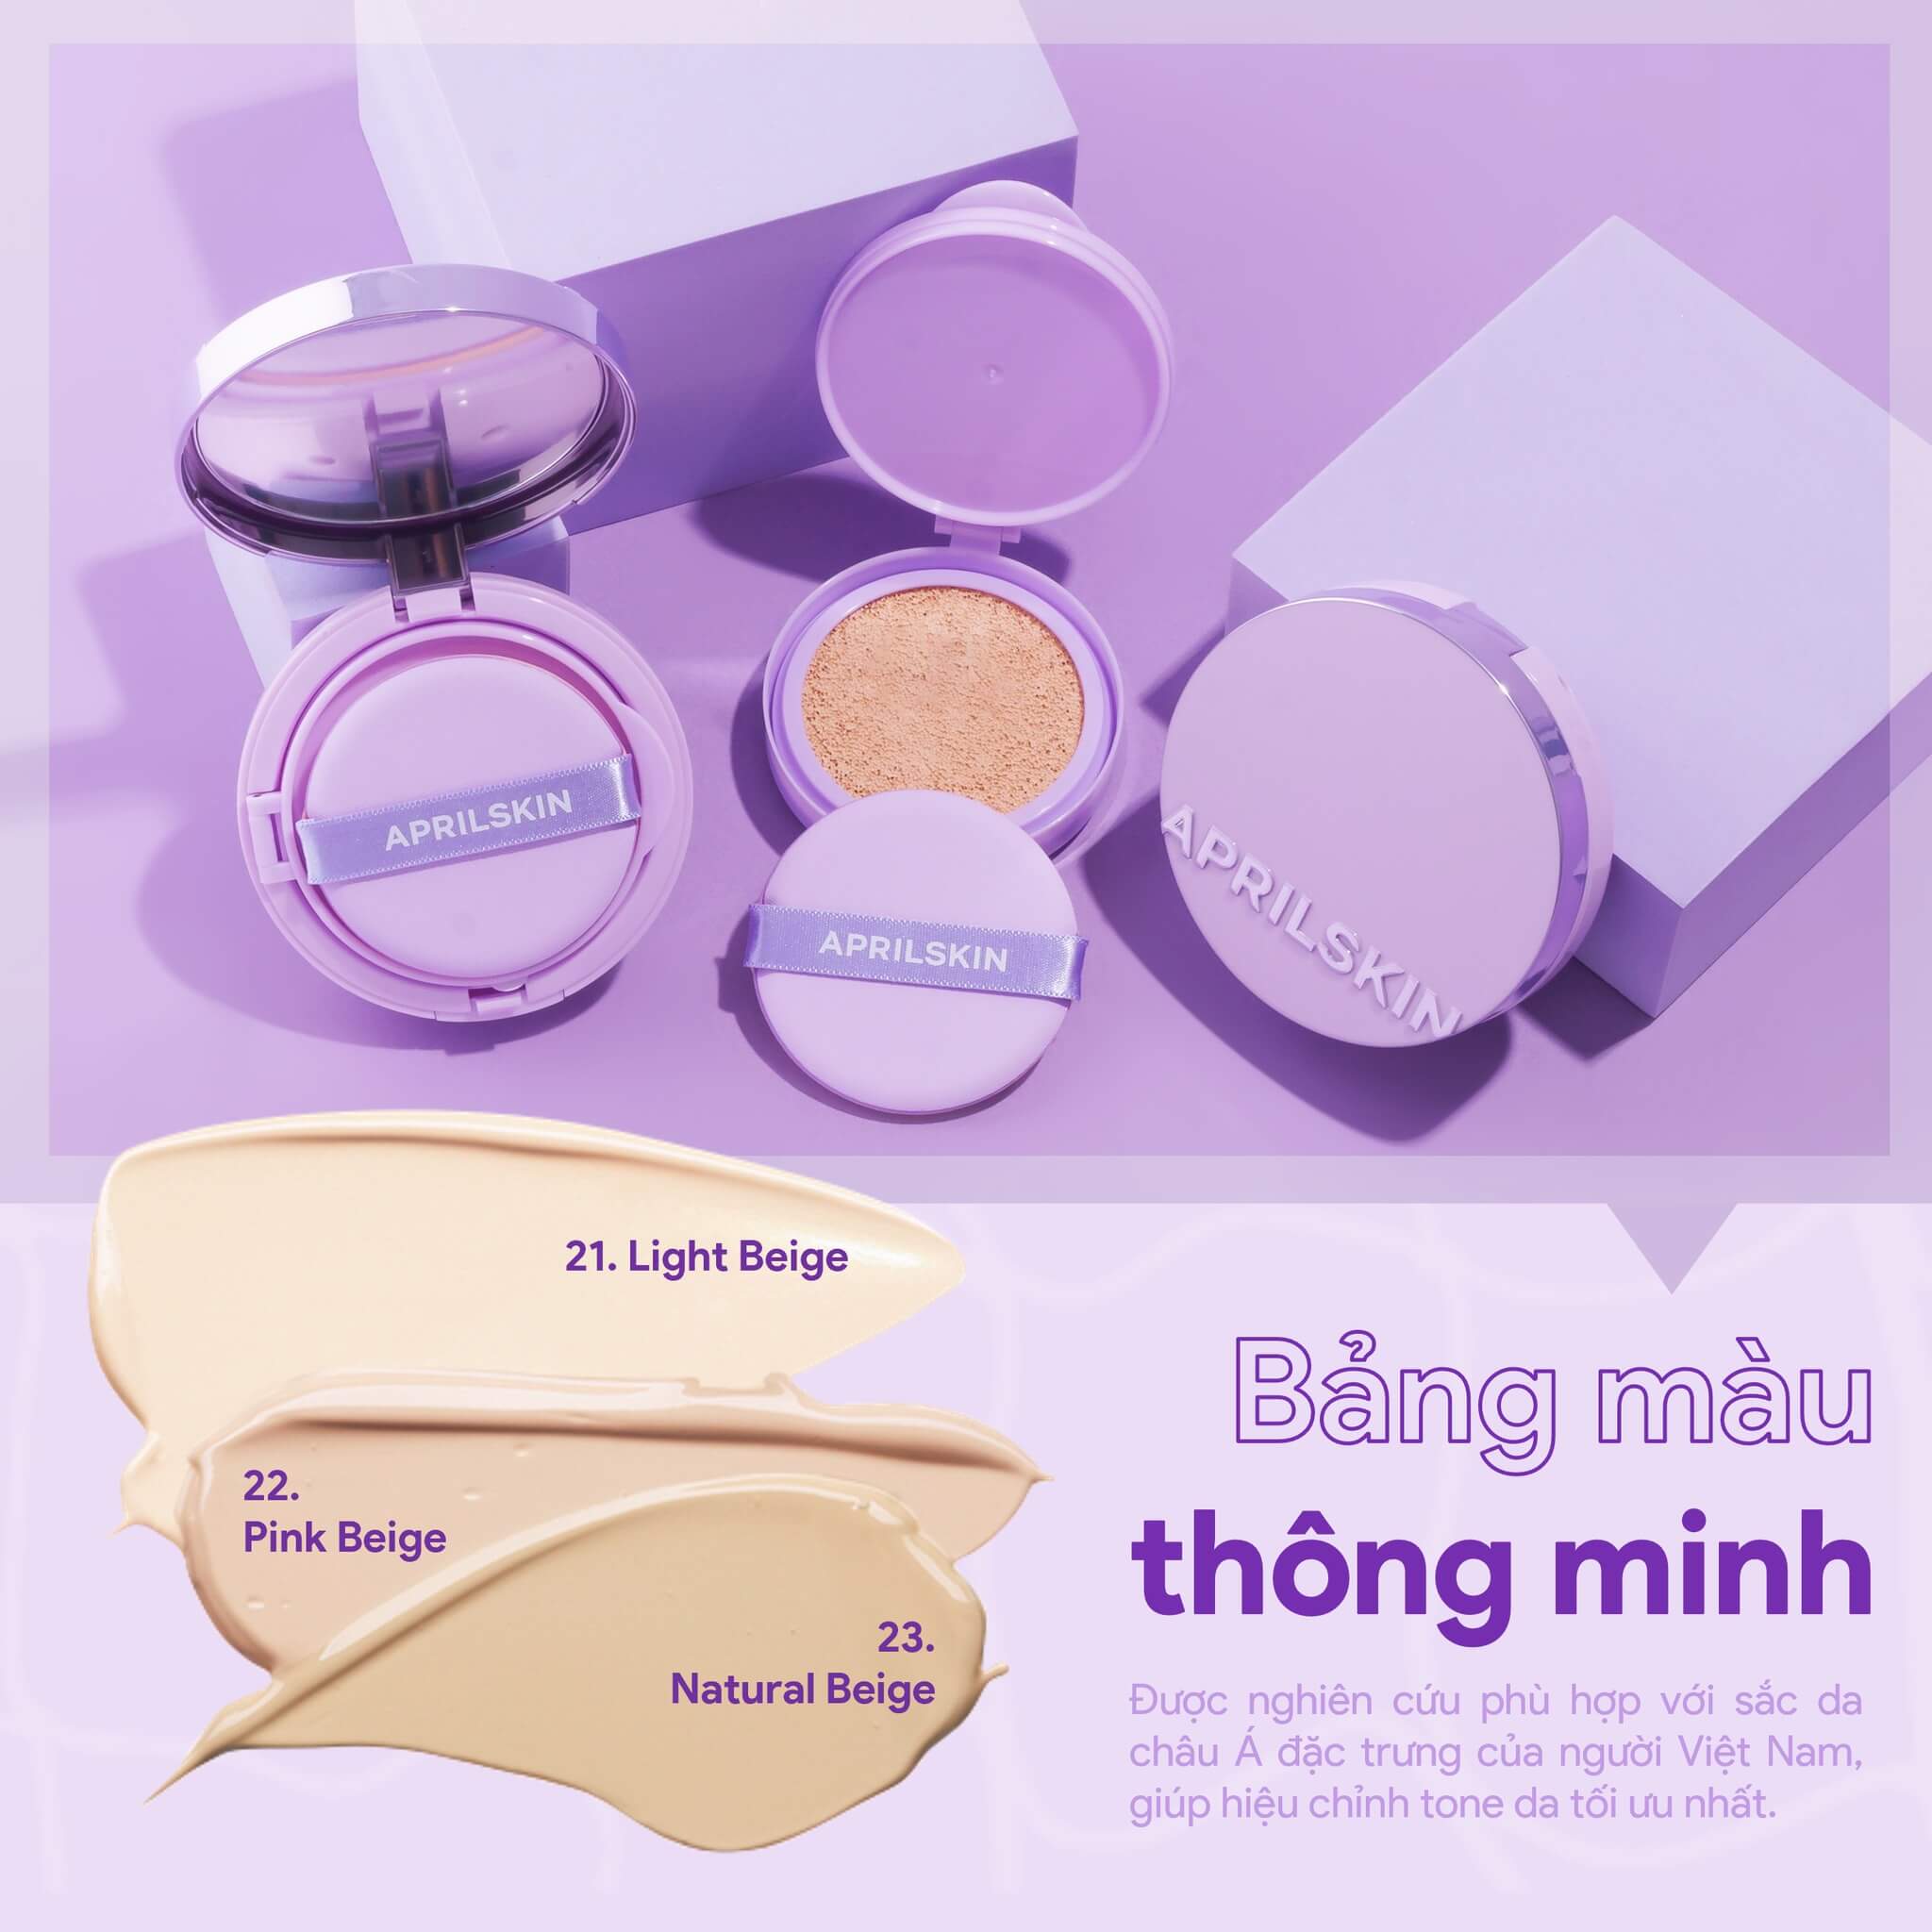 APRILSKIN
APRILSKIN
APRILSKIN
21. Light Beige
22.
Pink Beige
23.
Natural Beige
Bảng màu
thông minh
Được nghiên cứu phù hợp với sắc da
châu Á đặc trưng của người Việt Nam,
giúp hiệu chỉnh tone da tối ưu nhất.